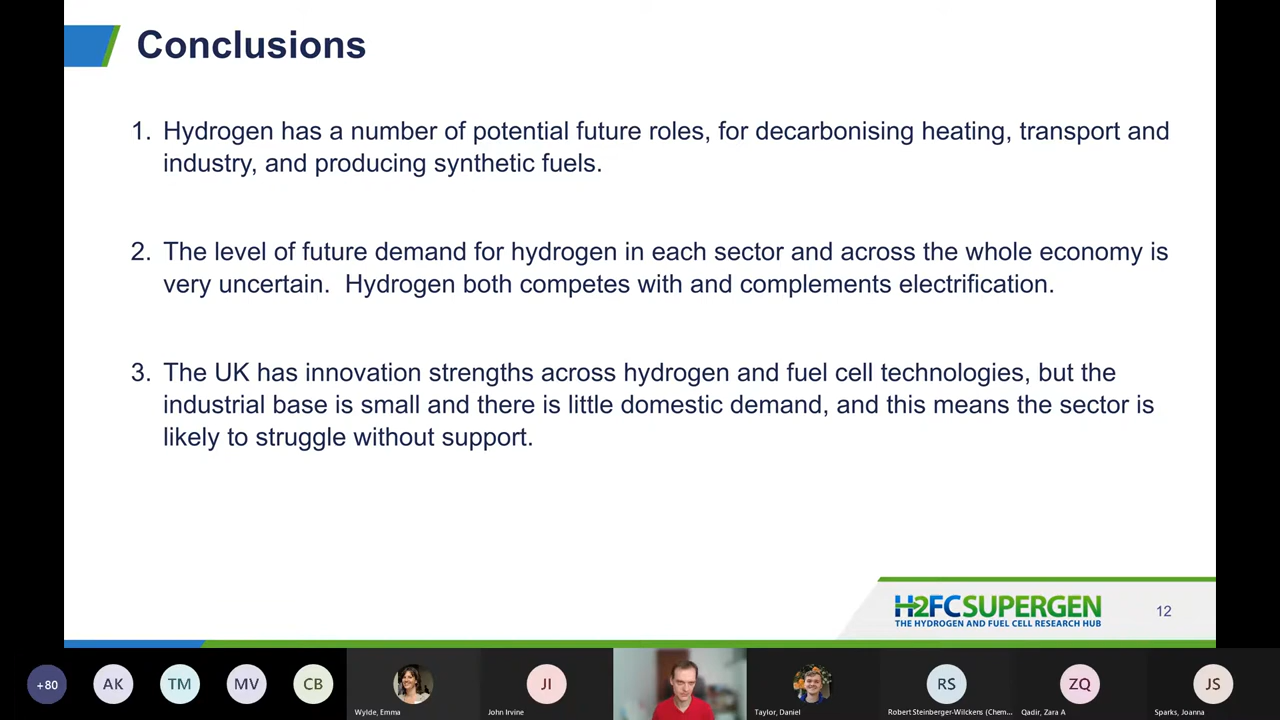 Conclusions
1. Hydrogen has a number of potential future roles, for decarbonising heating, transport and
industry, and producing synthetic fuels.
2. The level of future demand for hydrogen in each sector and across the whole economy is
very uncertain.  Hydrogen both competes with and complements electrification.
3. The UK has innovation strengths across hydrogen and fuel cell technologies, but the
industrial base is small and there is little domestic demand, and this means the sector is
likely to struggle without support.
H2FCSUPERGEN
THE HYDROGEN AND FUEL CELL RESEARCH HUB
12
+80
AK
TM
MV
CB
Wylde, Emma
JI
John Irvine
Taylor, Daniel
RS
Robert Steinberger-Wilckens (Chem...
ZQ
Qadir, Zara A
JS
Sparks, Joanna